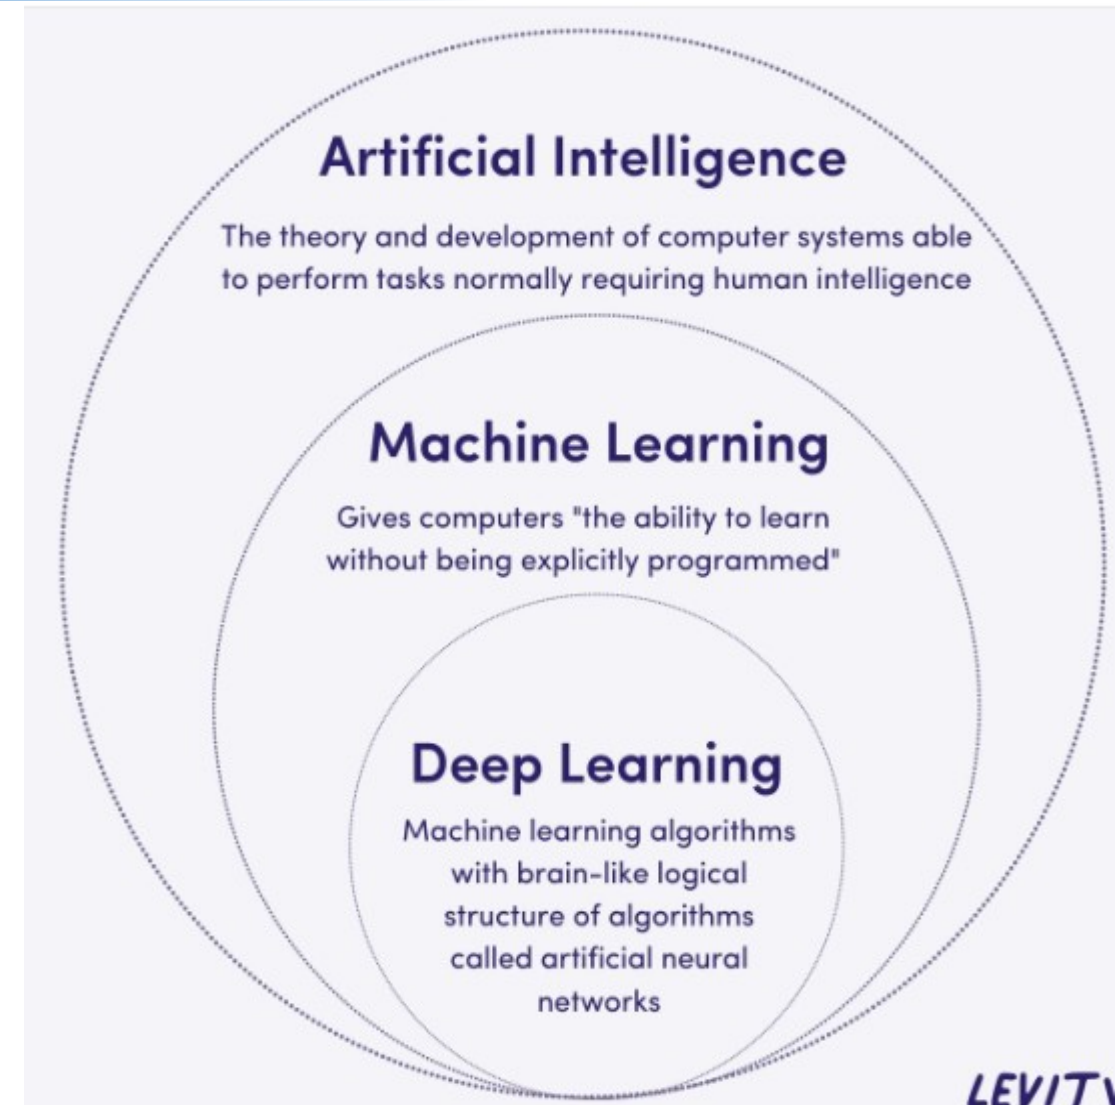 Artificial Intelligence
The theory and development of computer systems able
to perform tasks normally requiring human intelligence
Machine Learning
Gives computers "the ability to learn
without being explicitly programmed"
Deep Learning
Machine learning algorithms
with brain-like logical
structure of algorithms
called artificial neural
networks
LEVITY